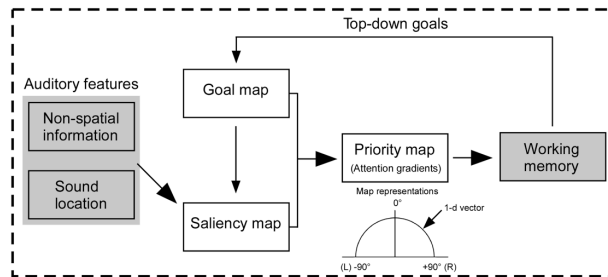 Top-down goals
Auditory features
Non-spatial
information
Sound
location
Goal map
Saliency map
Priority map
(Attention gradients)
Working
memory
Map representations
0°
1-d vector
(L) -90°
+90° (R)